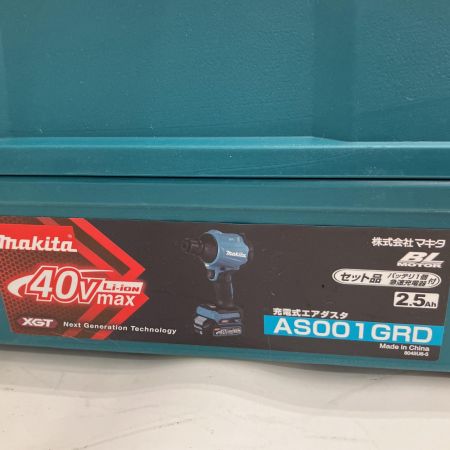 makita
40Vmax Li-ion
XGT Next Generation Technology
株式会社マキタ
BL MOTOR
セット品 バッテリ1個 急速充電器 付
2.5Ah
充電式エアダスタ
AS001GRD
Made in China